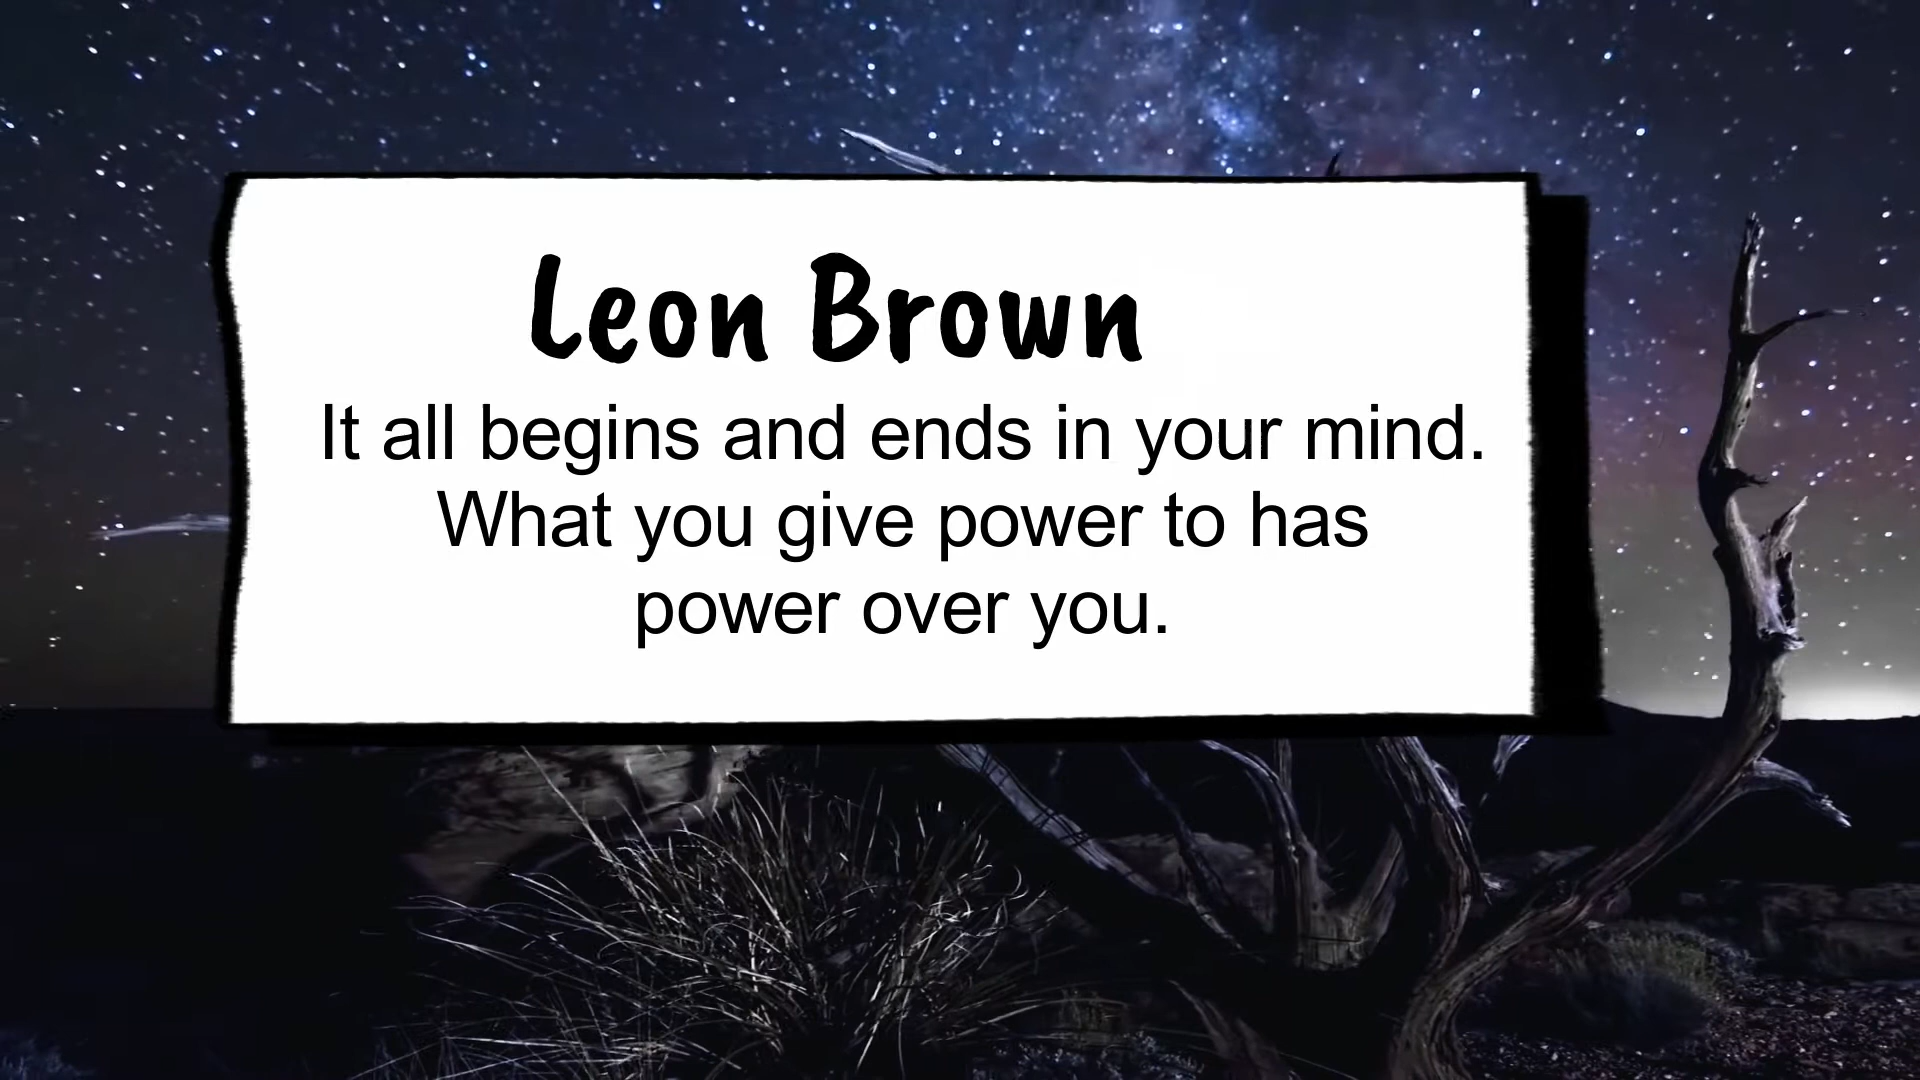 Leon Brown
It all begins and ends in your mind.
What you give power to has
power over you.